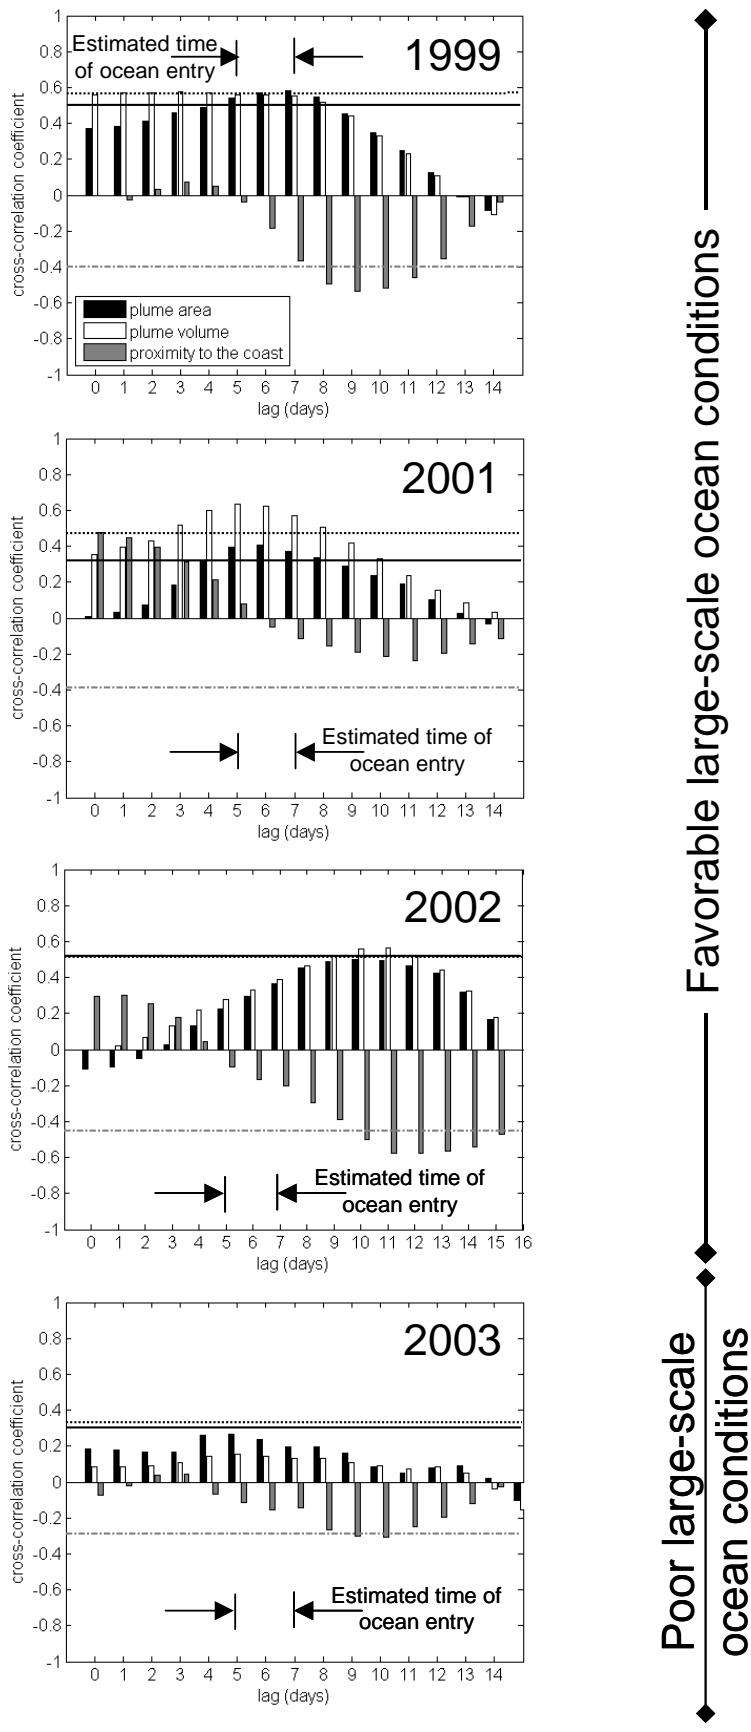 1
0.8
0.6
0.4
0.2
0
-0.2
-0.4
-0.6
-0.8
-1
cross-correlation coefficient
Estimated time
of ocean entry
1999
plume area
plume volume
proximity to the coast
0 1 2 3 4 5 6 7 8 9 10 11 12 13 14
lag (days)
1
0.8
0.6
0.4
0.2
0
-0.2
-0.4
-0.6
-0.8
-1
cross-correlation coefficient
2001
Estimated time of
ocean entry
0 1 2 3 4 5 6 7 8 9 10 11 12 13 14
lag (days)
1
0.8
0.6
0.4
0.2
0
-0.2
-0.4
-0.6
-0.8
-1
cross-correlation coefficient
2002
Estimated time of
ocean entry
0 1 2 3 4 5 6 7 8 9 10 11 12 13 14 15 16
lag (days)
1
0.8
0.6
0.4
0.2
0
-0.2
-0.4
-0.6
-0.8
-1
cross-correlation coefficient
2003
Estimated time of
ocean entry
0 1 2 3 4 5 6 7 8 9 10 11 12 13 14
lag (days)
Favorable large-scale ocean conditions
Poor large-scale
ocean conditions